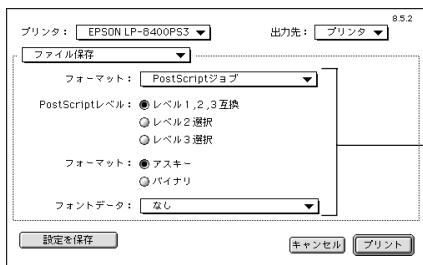 8.5.2
プリンタ： EPSON LP-8400PS3 出力先： プリンタ
ファイル保存
フォーマット： PostScriptジョブ
PostScriptレベル： レベル1,2,3互換
レベル2選択
レベル3選択
フォーマット： アスキー
バイナリ
フォントデータ： なし
設定を保存 キャンセル プリント